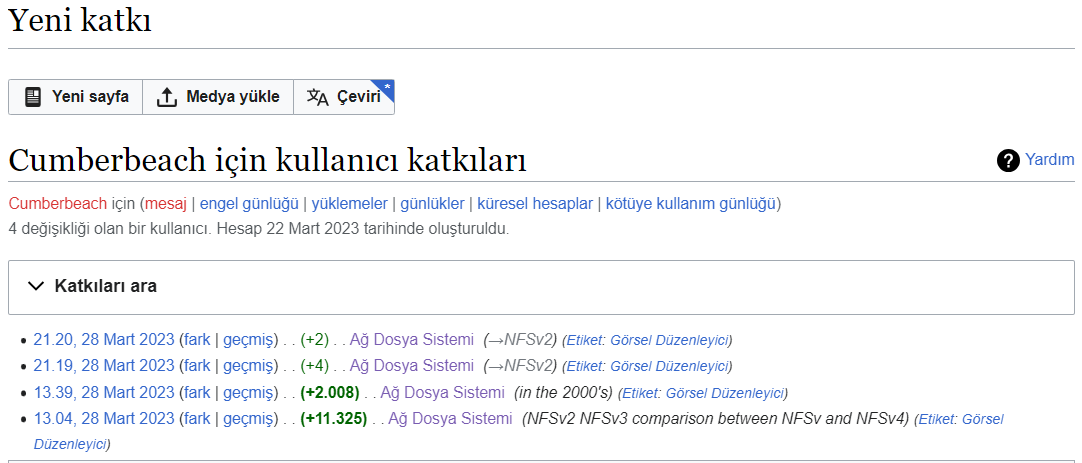 Yeni katkı
Yeni sayfa Medya yükle Çeviri *
Cumberbeach için kullanıcı katkıları ? Yardım
Cumberbeach için (mesaj | engel günlüğü | yüklemeler | günlükler | küresel hesaplar | kötüye kullanım günlüğü)
4 değişikliği olan bir kullanıcı. Hesap 22 Mart 2023 tarihinde oluşturuldu.
Katkıları ara
• 21.20, 28 Mart 2023 (fark | geçmiş) . . (+2) . . Ağ Dosya Sistemi (→NFSv2) (Etiket: Görsel Düzenleyici)
• 21.19, 28 Mart 2023 (fark | geçmiş) . . (+4) . . Ağ Dosya Sistemi (→NFSv2) (Etiket: Görsel Düzenleyici)
• 13.39, 28 Mart 2023 (fark | geçmiş) . . (+2.008) . . Ağ Dosya Sistemi (in the 2000's) (Etiket: Görsel Düzenleyici)
• 13.04, 28 Mart 2023 (fark | geçmiş) . . (+11.325) . . Ağ Dosya Sistemi (NFSv2 NFSv3 comparison between NFSv and NFSv4) (Etiket: Görsel
Düzenleyici)